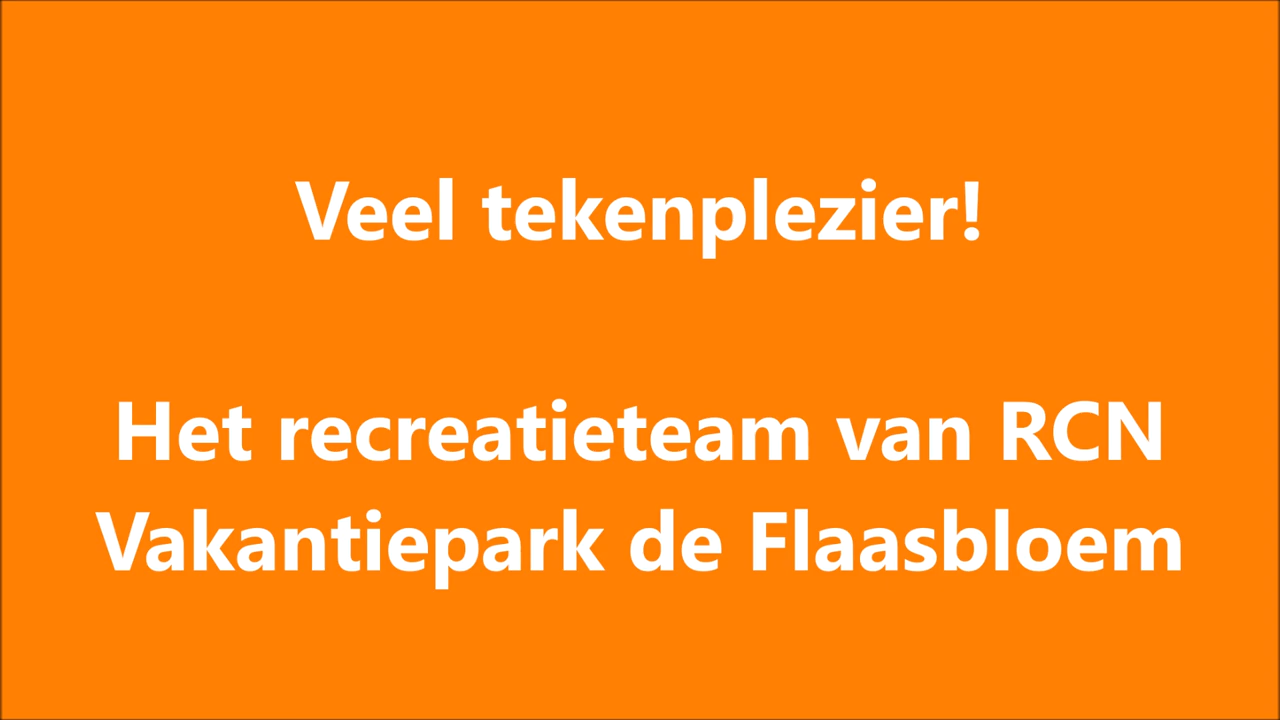 Veel tekenplezier!
Het recreatieteam van RCN
Vakantiepark de Flaasbloem